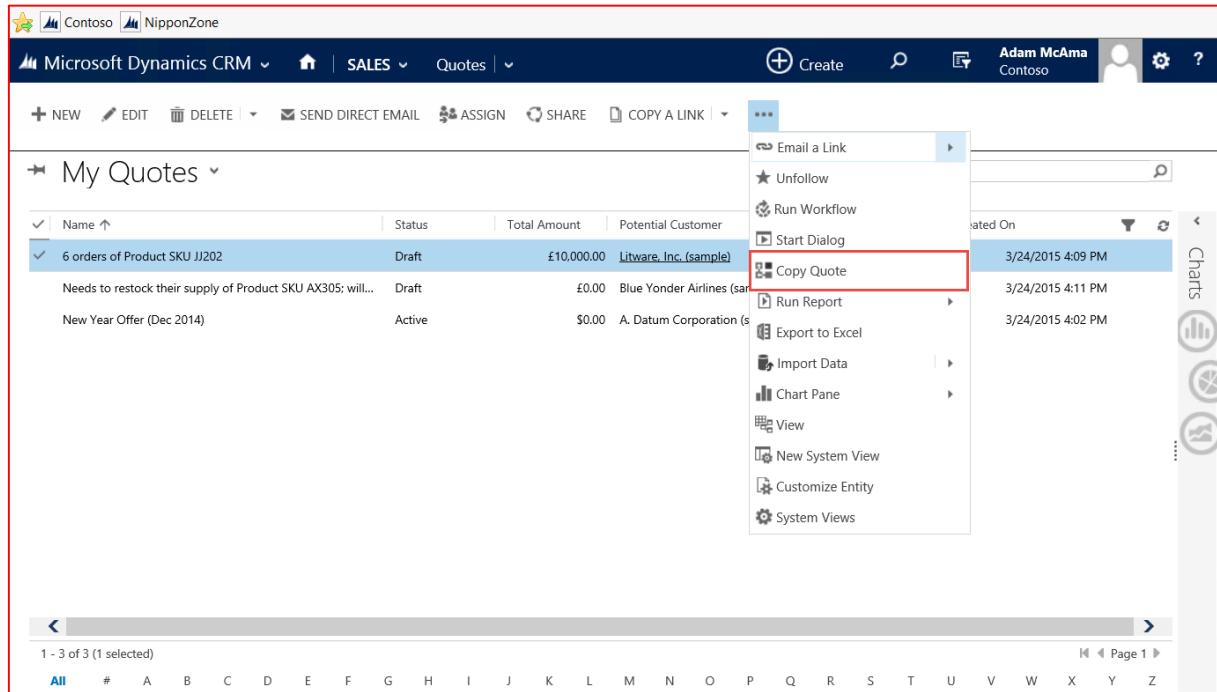 Contoso NipponZone
Microsoft Dynamics CRM SALES Quotes Create Adam McAma
Contoso ?
NEW EDIT DELETE SEND DIRECT EMAIL ASSIGN SHARE COPY A LINK ...
Email a Link
My Quotes
Unfollow
Run Workflow
Name Status Total Amount Potential Customer eated On
Start Dialog
6 orders of Product SKU JJ202 Draft £10,000.00 Litware, Inc. (sample) 3/24/2015 4:09 PM
Copy Quote
Needs to restock their supply of Product SKU AX305; will... Draft £0.00 Blue Yonder Airlines (sar 3/24/2015 4:11 PM
Run Report
New Year Offer (Dec 2014) Active $0.00 A. Datum Corporation (s 3/24/2015 4:02 PM
Export to Excel
Import Data
Chart Pane
View
New System View
Customize Entity
System Views
Charts
1 - 3 of 3 (1 selected) Page 1
All # A B C D E F G H I J K L M N O P Q R S T U V W X Y Z